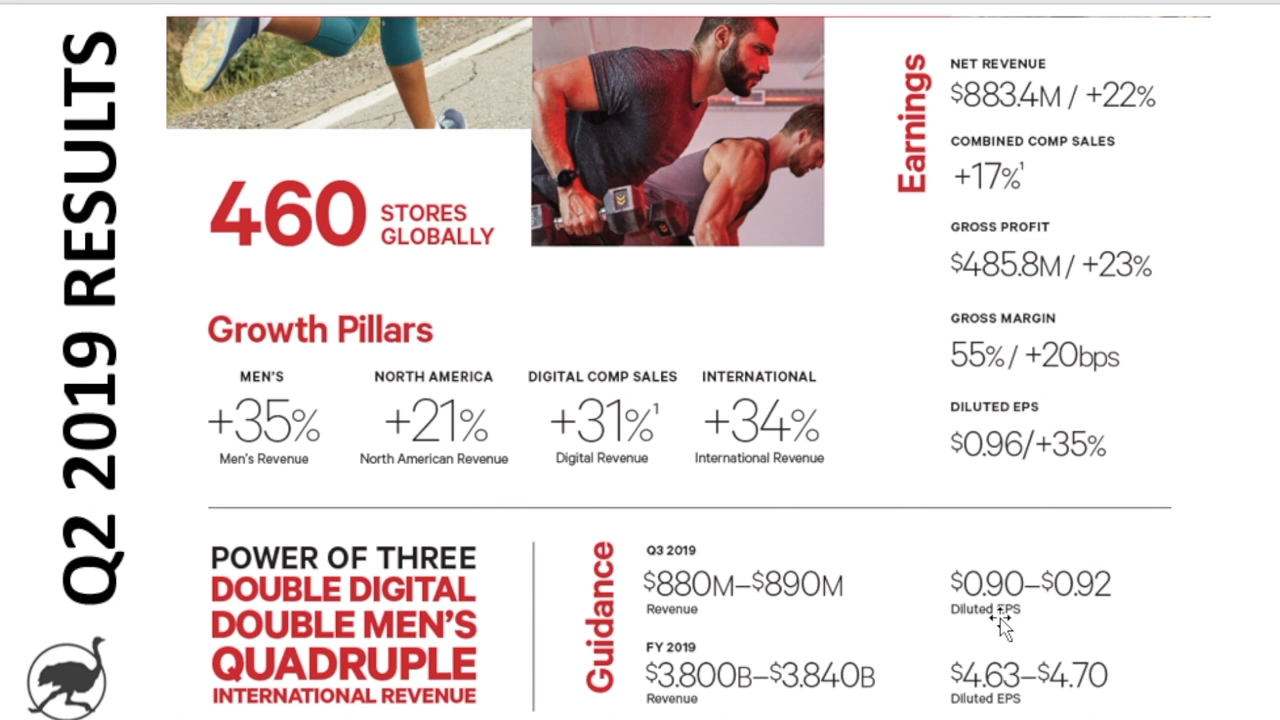 Q2 2019 RESULTS
460 STORES
GLOBALLY
Growth Pillars
MEN'S
+35%
Men's Revenue
NORTH AMERICA
+21%
North American Revenue
DIGITAL COMP SALES
+31%¹
Digital Revenue
INTERNATIONAL
+34%
International Revenue
Earnings
NET REVENUE
$883.4M / +22%
COMBINED COMP SALES
+17%¹
GROSS PROFIT
$485.8M / +23%
GROSS MARGIN
55% / +20bps
DILUTED EPS
$0.96/+35%
POWER OF THREE
DOUBLE DIGITAL
DOUBLE MEN'S
QUADRUPLE
INTERNATIONAL REVENUE
Guidance
Q3 2019
$880M–$890M
Revenue
$0.90–$0.92
Diluted EPS
FY 2019
$3.800B–$3.840B
Revenue
$4.63–$4.70
Diluted EPS